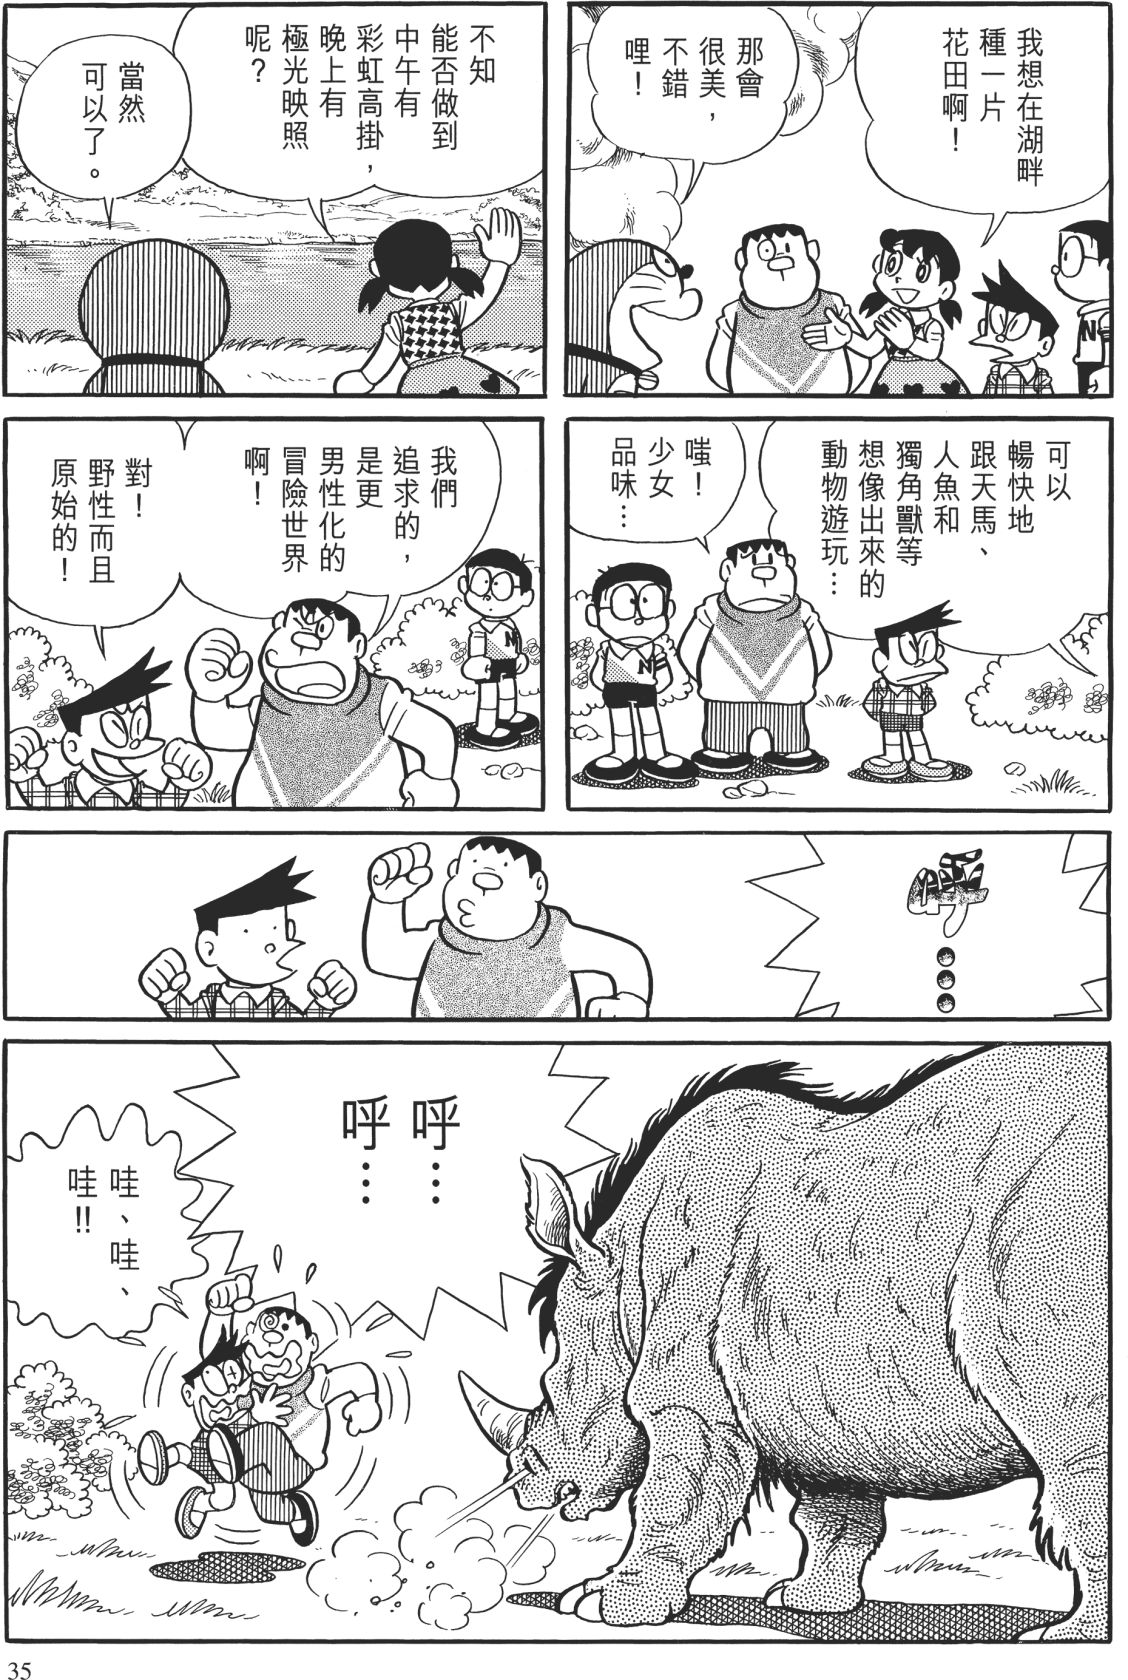 我想在湖畔
種一片
花田啊！
那會
很美，
不錯
哩！
不知
能否做到
中午有
彩虹高掛，
晚上有
極光映照
呢？
當然
可以了。
可以
暢快地
跟天馬、
人魚和
獨角獸等
想像出來的
動物遊玩…
嗤！
少女
品味…
我們
追求的，
是更
男性化的
冒險世界
啊！
對！
野性而且
原始的！
呼…
呼…
呼…
哇、哇、
哇!!
35